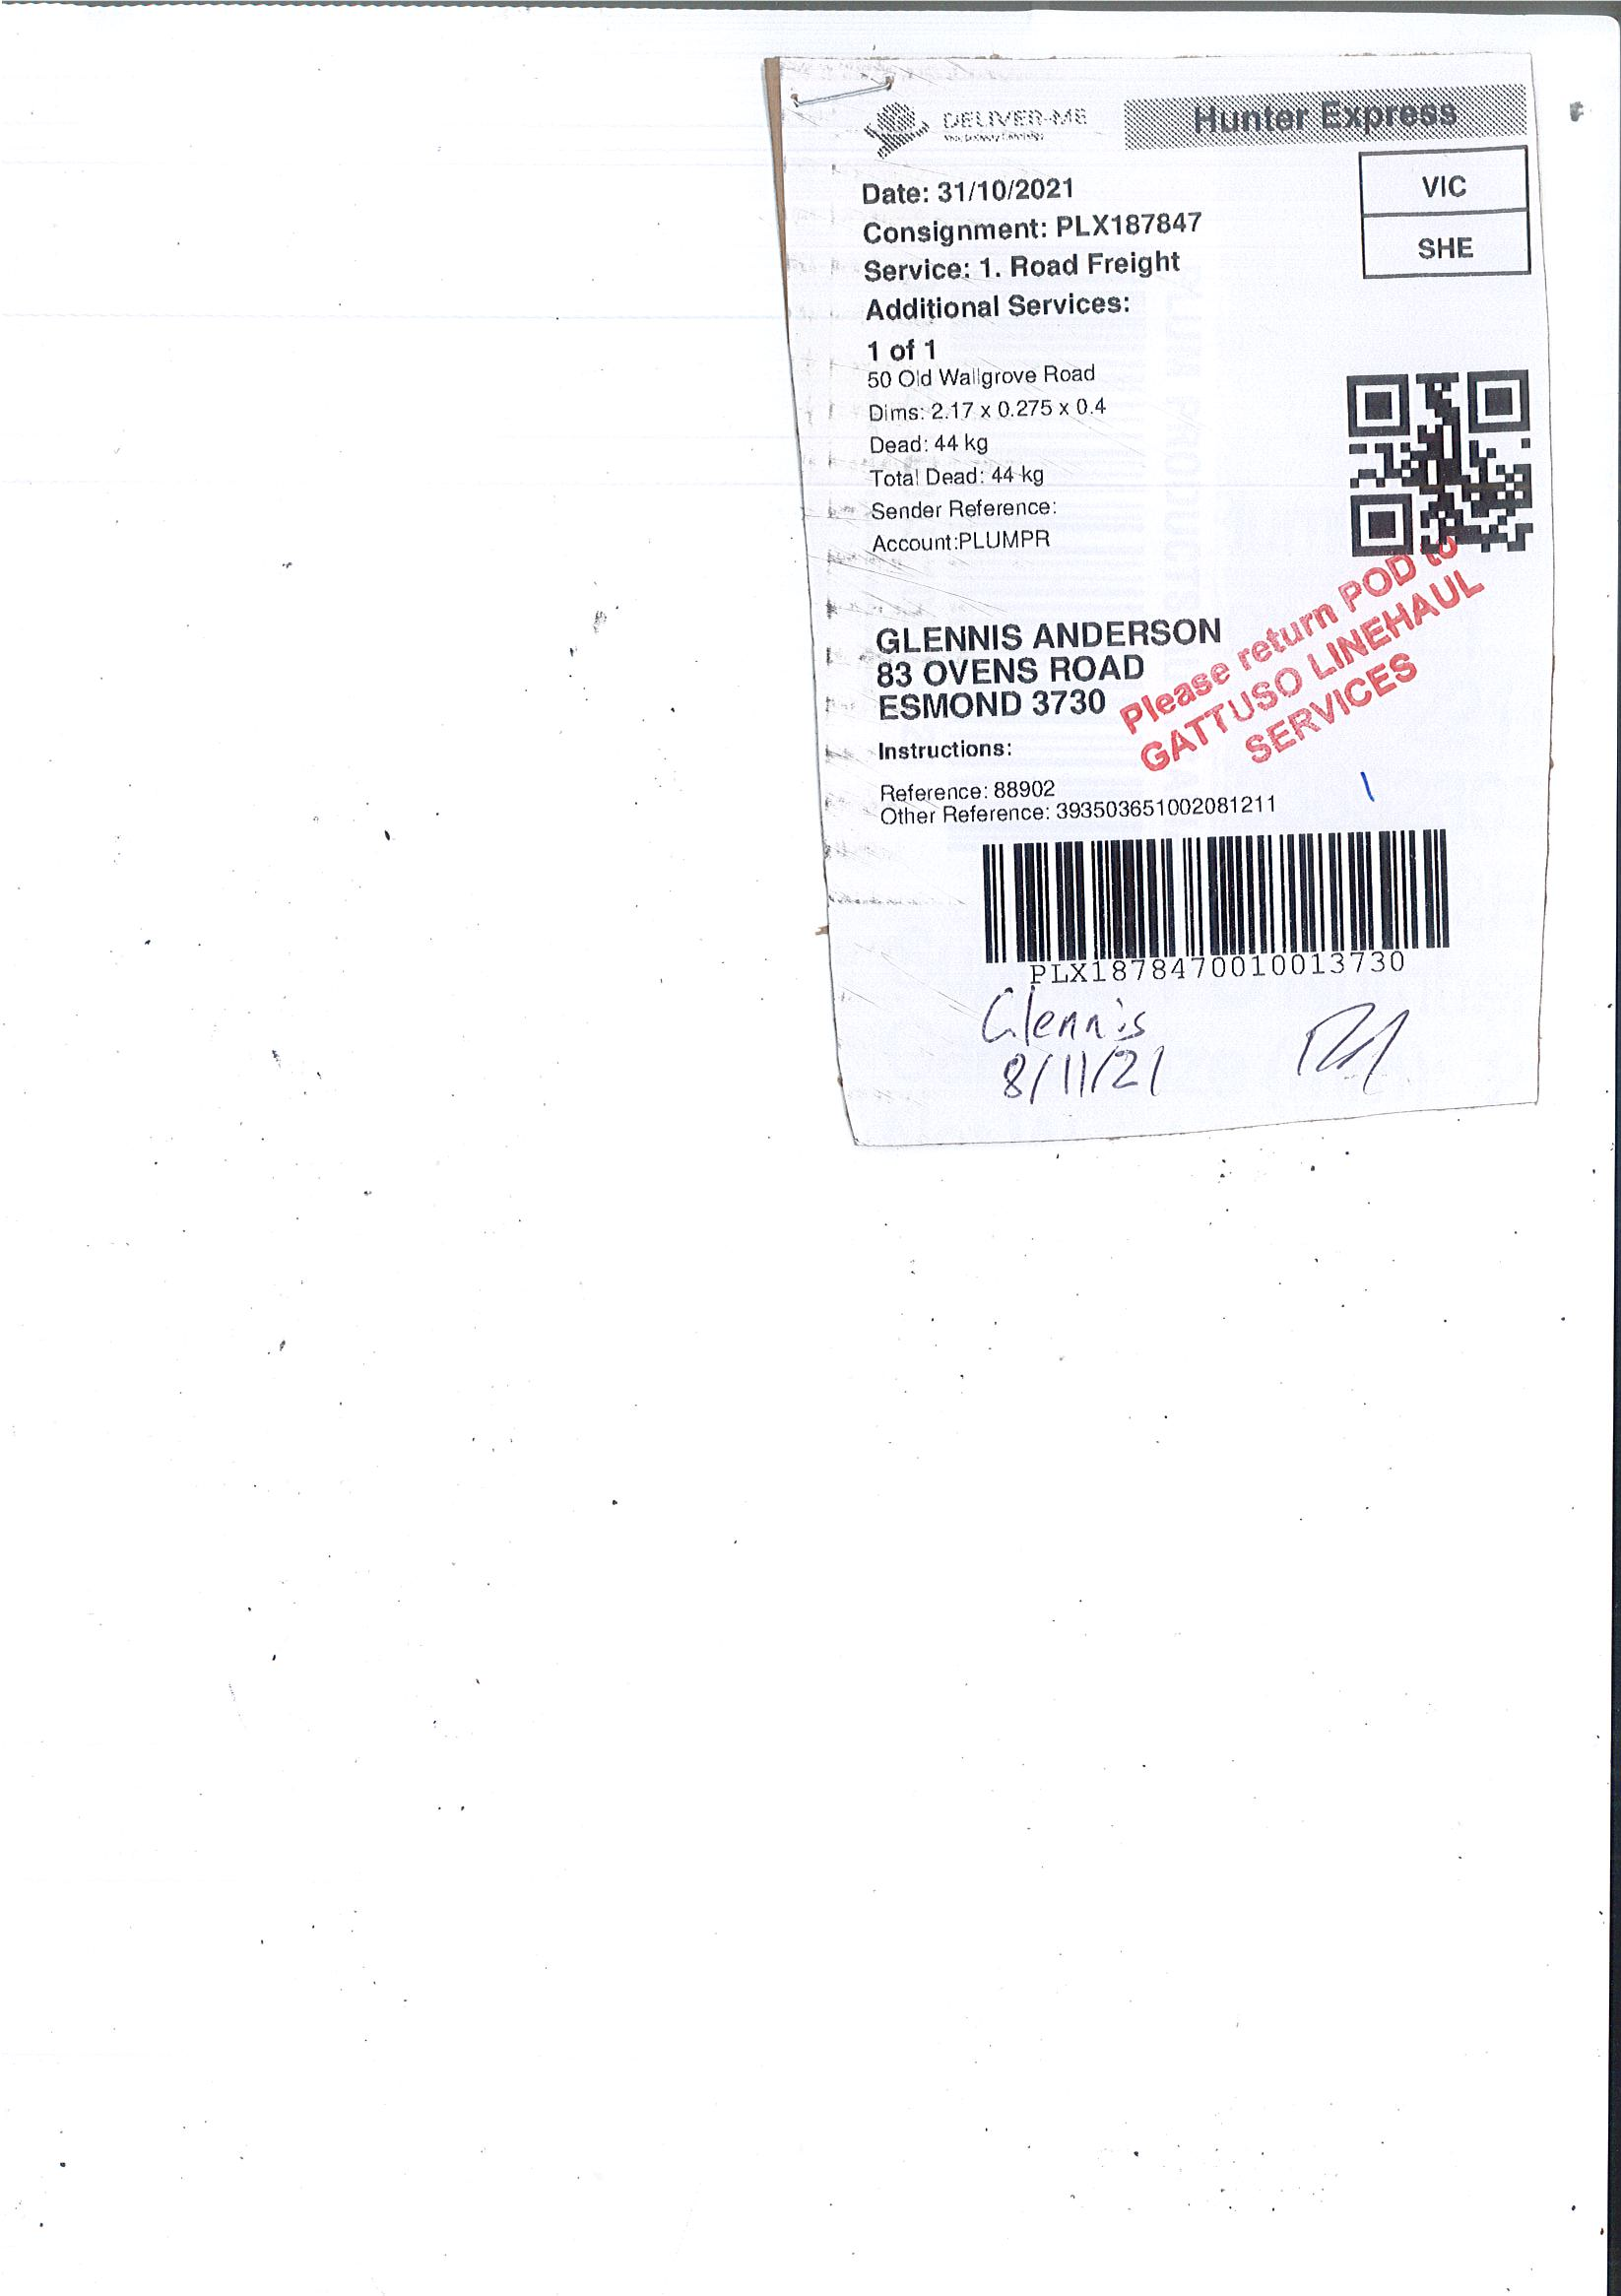 DELIVER-ME
Hunter Express
VIC
SHE
Date: 31/10/2021
Consignment: PLX187847
Service: 1. Road Freight
Additional Services:
1 of 1
50 Old Wallgrove Road
Dims: 2.17 x 0.275 x 0.4
Dead: 44 kg
Total Dead: 44 kg
Sender Reference:
Account:PLUMPR
GLENNIS ANDERSON
83 OVENS ROAD
ESMOND 3730
Please return POD to
GATTUSO LINEHAUL
SERVICES
Instructions:
Reference: 88902
Other Reference: 393503651002081211
PLX1878470010013730
Glennis
8/11/21